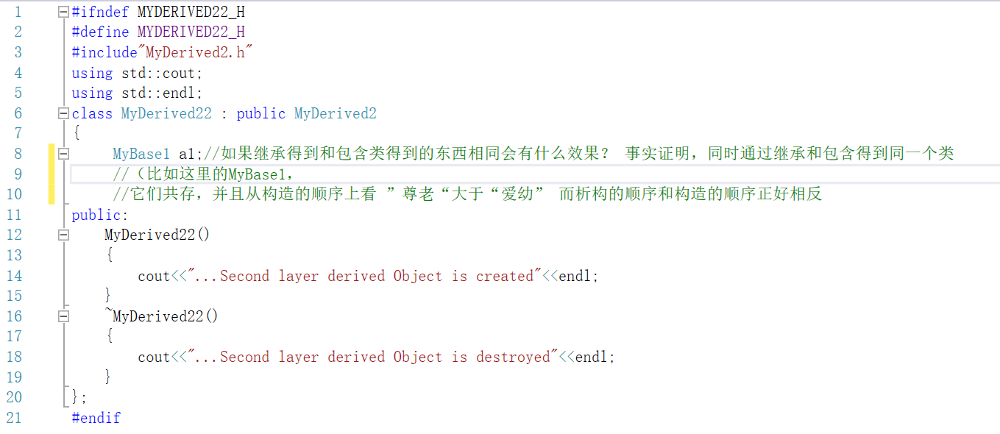 1 #ifndef MYDERIVED22_H
2 #define MYDERIVED22_H
3 #include"MyDerived2.h"
4 using std::cout;
5 using std::endl;
6 class MyDerived22 : public MyDerived2
7 {
8 MyBase1 a1;//如果继承得到和包含类得到的东西相同会有什么效果? 事实证明，同时通过继承和包含得到同一个类
9 //（比如这里的MyBase1，
10 //它们共存，并且从构造的顺序上看 ”尊老“大于“爱幼” 而析构的顺序和构造的顺序正好相反
11 public:
12 MyDerived22()
13 {
14 cout<<"...Second layer derived Object is created"<<endl;
15 }
16 ~MyDerived22()
17 {
18 cout<<"...Second layer derived Object is destroyed"<<endl;
19 }
20 };
21 #endif